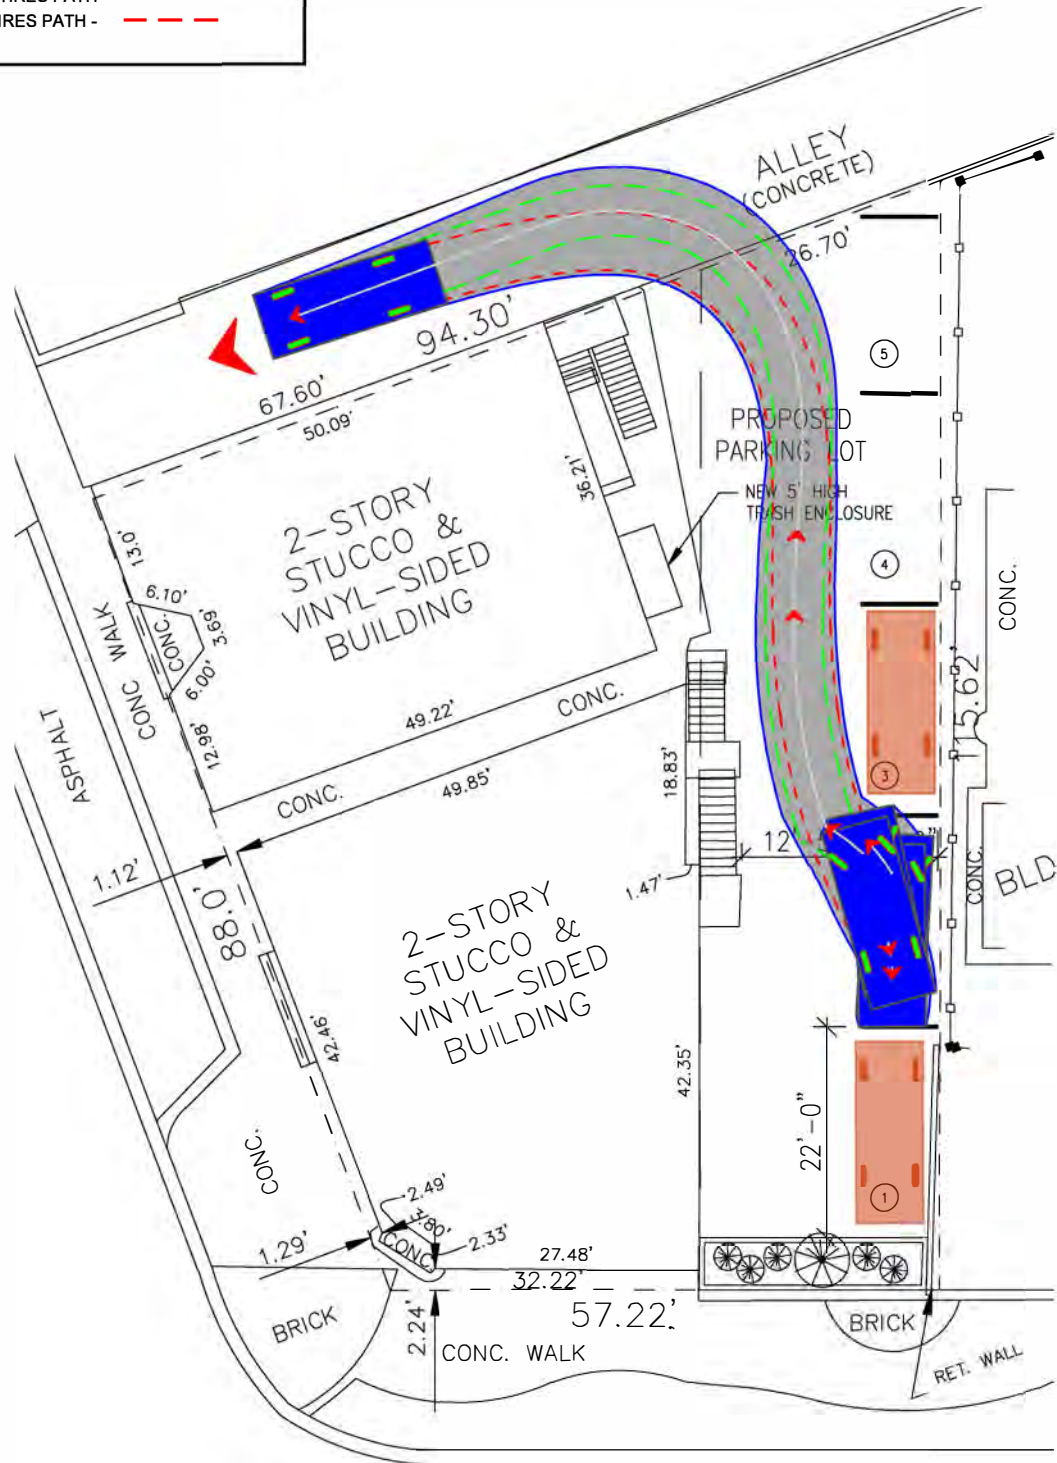 IRES PATH -
ALLEY
(CONCRETE)
26.70'
94.30'
67.60'
50.09'
5
PROPOSED
PARKING LOT
NEW 5' HIGH
TRASH ENCLOSURE
36.21'
2-STORY
STUCCO &
VINYL-SIDED
BUILDING
13.0'
6.10'
CONC.
3.69'
6.00'
CONC WALK
12.98'
4
CONC.
ASPHALT
49.22'
CONC.
15.62'
3
CONC.
49.85'
18.83'
1.12'
88.0'
12'
1.47'
CONC.
BLD
2-STORY
STUCCO &
VINYL-SIDED
BUILDING
42.46'
42.35'
22'-0"
CONC.
1
2.49'
3.80'
CONC.
2.33'
1.29'
27.48'
32.22'
57.22'
2.24'
BRICK
CONC. WALK
BRICK
RET. WALL